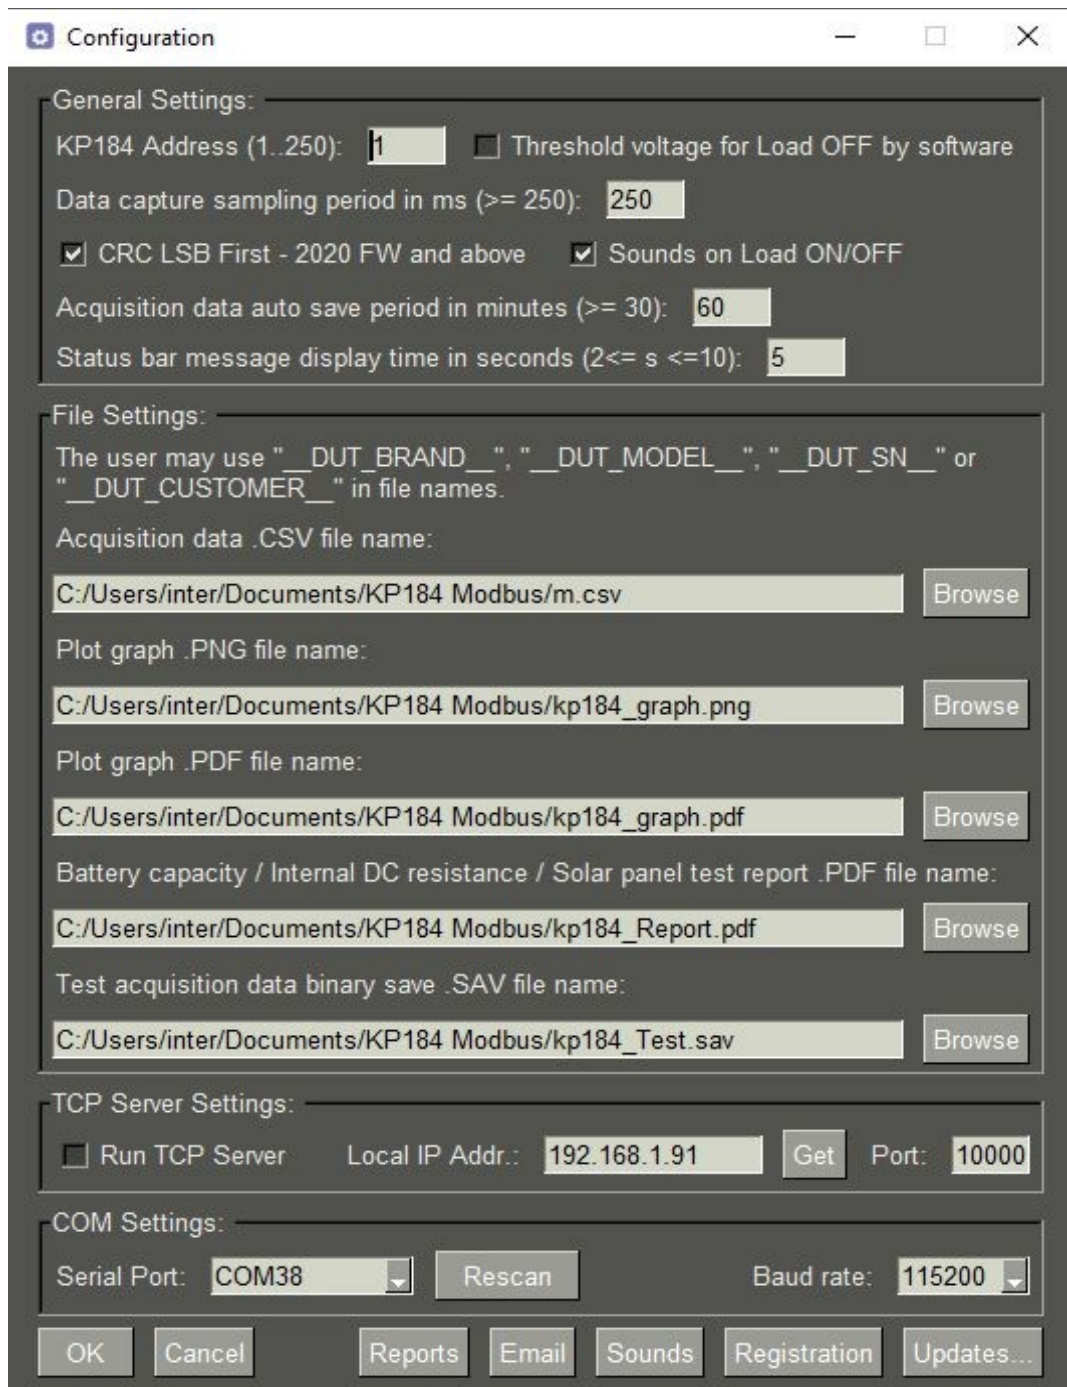 Configuration
General Settings:
KP184 Address (1..250): 1 Threshold voltage for Load OFF by software
Data capture sampling period in ms (>= 250): 250
CRC LSB First - 2020 FW and above Sounds on Load ON/OFF
Acquisition data auto save period in minutes (>= 30): 60
Status bar message display time in seconds (2<= s <=10): 5
File Settings:
The user may use "__DUT_BRAND__", "__DUT_MODEL__", "__DUT_SN__" or
"__DUT_CUSTOMER__" in file names.
Acquisition data .CSV file name:
C:/Users/inter/Documents/KP184 Modbus/m.csv Browse
Plot graph .PNG file name:
C:/Users/inter/Documents/KP184 Modbus/kp184_graph.png Browse
Plot graph .PDF file name:
C:/Users/inter/Documents/KP184 Modbus/kp184_graph.pdf Browse
Battery capacity / Internal DC resistance / Solar panel test report .PDF file name:
C:/Users/inter/Documents/KP184 Modbus/kp184_Report.pdf Browse
Test acquisition data binary save .SAV file name:
C:/Users/inter/Documents/KP184 Modbus/kp184_Test.sav Browse
TCP Server Settings:
Run TCP Server Local IP Addr.: 192.168.1.91 Get Port: 10000
COM Settings:
Serial Port: COM38 Rescan Baud rate: 115200
OK Cancel Reports Email Sounds Registration Updates...